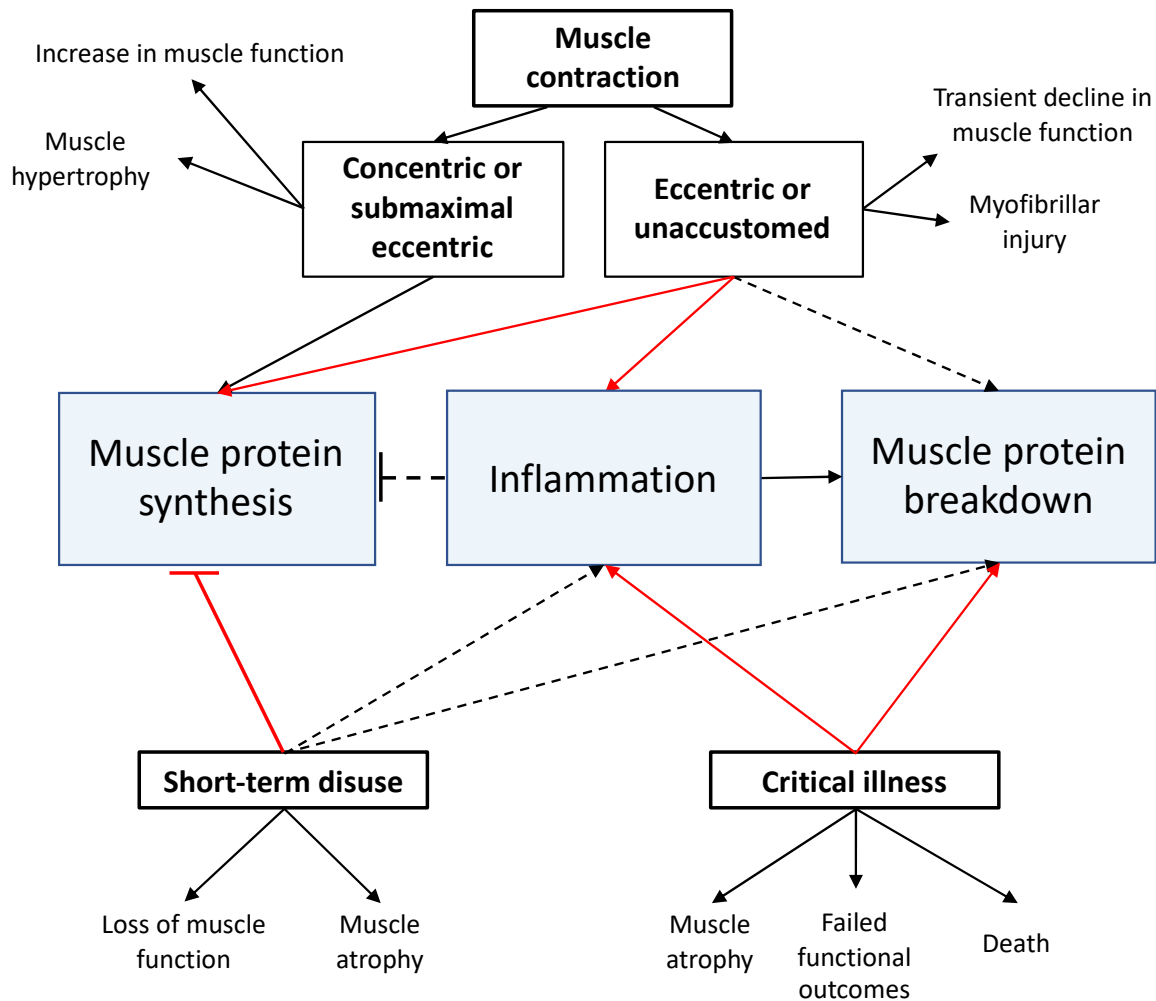 Muscle
contraction
Increase in muscle function
Muscle
hypertrophy
Concentric or
submaximal
eccentric
Eccentric or
unaccustomed
Transient decline in
muscle function
Myofibrillar
injury
Muscle protein
synthesis
Inflammation
Muscle protein
breakdown
Short-term disuse
Critical illness
Loss of muscle
function
Muscle
atrophy
Muscle
atrophy
Failed
functional
outcomes
Death